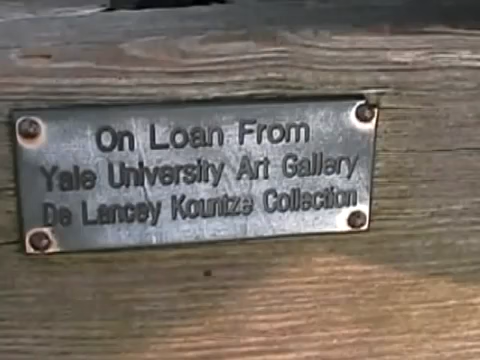 On Loan From
Yale University Art Gallery
De Lancey Kountze Collection